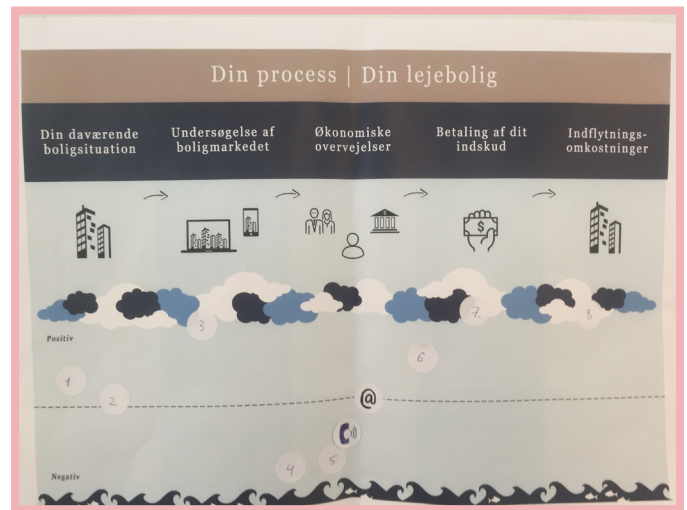 Din process | Din lejebolig
Din daværende
boligsituation
Undersøgelse af
boligmarkedet
Økonomiske
overvejelser
Betaling af dit
indskud
Indflytnings-
omkostninger
$
3
7.
8
Positiv
6
1
2
@
4
5
Negativ